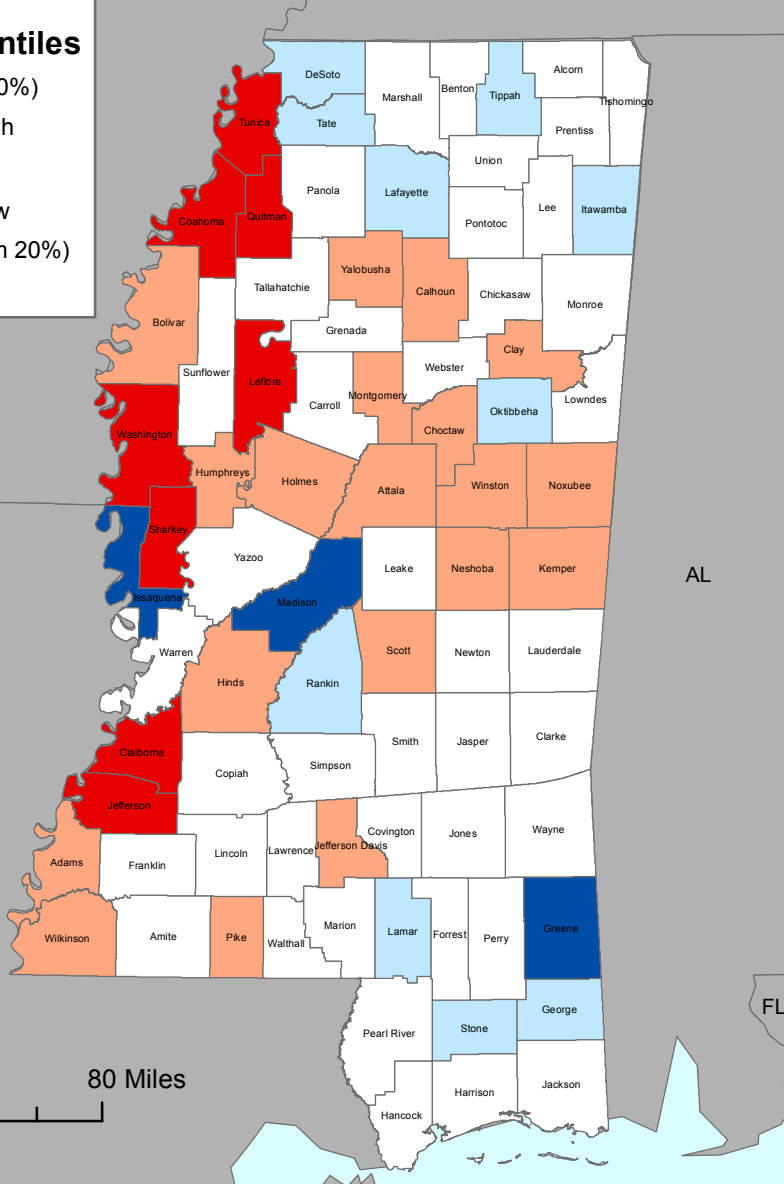 ntiles
0%)
h
w
n 20%)
DeSoto
Marshall
Benton
Tippah
Alcorn
Tishomingo
Prentiss
Tunica
Tate
Union
Panola
Lafayette
Lee
Itawamba
Pontotoc
Coahoma
Quitman
Yalobusha
Tallahatchie
Calhoun
Chickasaw
Monroe
Bolivar
Grenada
Clay
Sunflower
Leflore
Webster
Montgomery
Carroll
Lowndes
Oktibbeha
Washington
Choctaw
Humphreys
Holmes
Attala
Winston
Noxubee
Sharkey
Yazoo
Leake
Neshoba
Kemper
AL
Issaquena
Madison
Warren
Scott
Newton
Lauderdale
Hinds
Rankin
Claiborne
Smith
Jasper
Clarke
Copiah
Simpson
Jefferson
Covington
Jones
Wayne
Jefferson Davis
Lawrence
Lincoln
Adams
Franklin
Wilkinson
Amite
Pike
Walthall
Marion
Lamar
Forrest
Perry
Greene
FL
George
Stone
Pearl River
80 Miles
Jackson
Harrison
Hancock